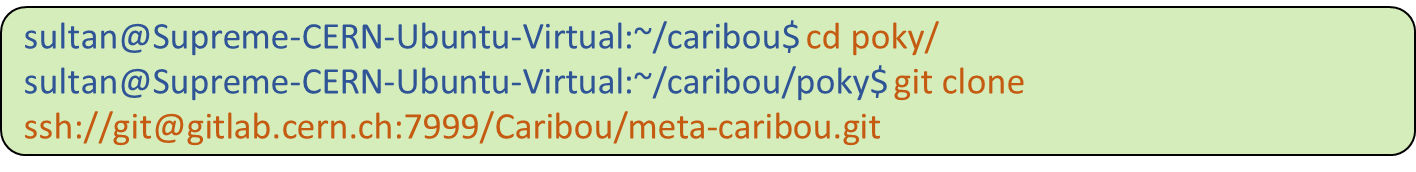 sultan@Supreme-CERN-Ubuntu-Virtual:~/caribou$ cd poky/
sultan@Supreme-CERN-Ubuntu-Virtual:~/caribou/poky$ git clone
ssh://git@gitlab.cern.ch:7999/Caribou/meta-caribou.git